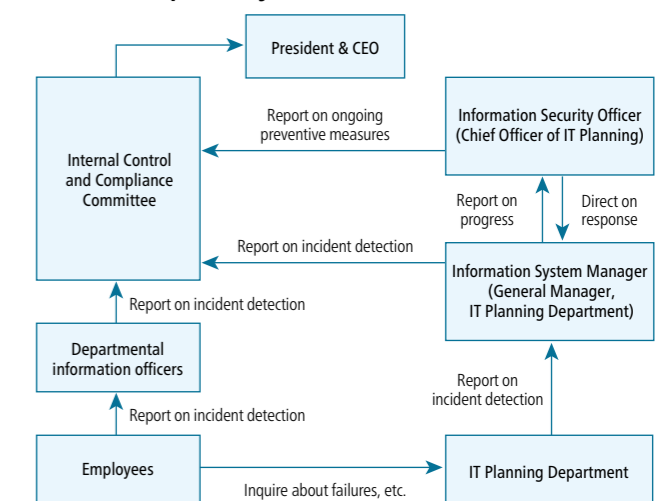 President & CEO
Internal Control
and Compliance
Committee
Report on ongoing
preventive measures
Information Security Officer
(Chief Officer of IT Planning)
Report on
progress
Direct on
response
Report on incident detection
Information System Manager
(General Manager,
IT Planning Department)
Report on incident detection
Departmental
information officers
Report on
incident detection
Report on incident detection
Employees
Inquire about failures, etc.
IT Planning Department